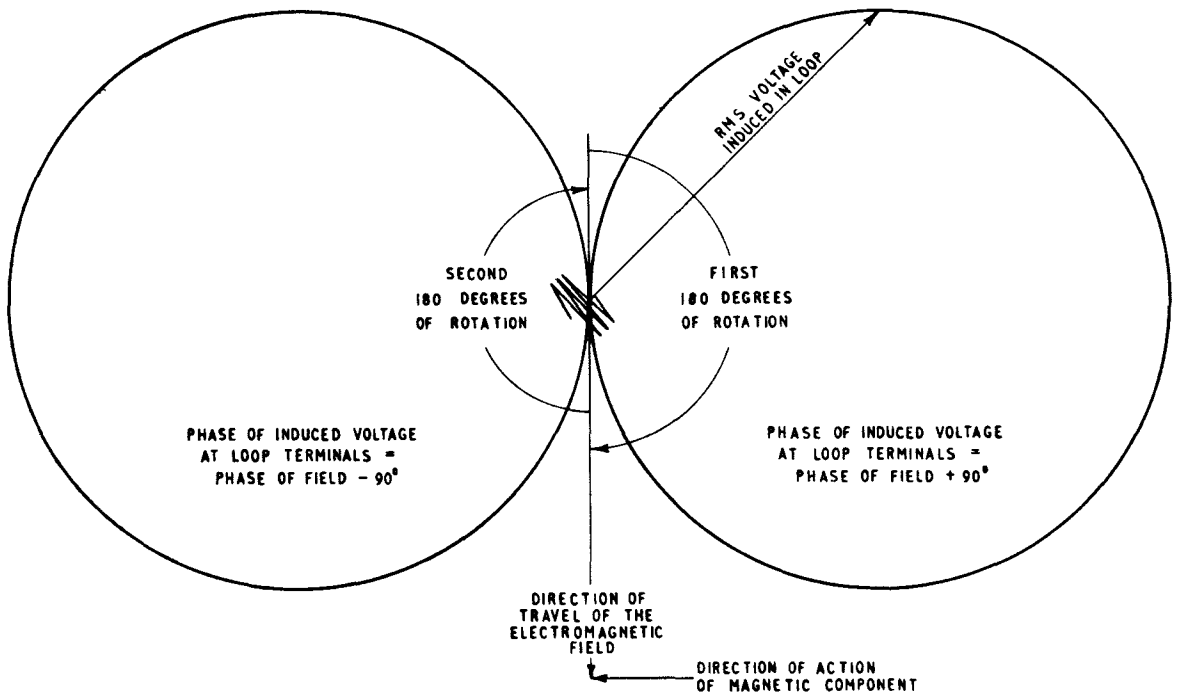 RMS VOLTAGE
INDUCED IN LOOP
SECOND
180 DEGREES
OF ROTATION
FIRST
180 DEGREES
OF ROTATION
PHASE OF INDUCED VOLTAGE
AT LOOP TERMINALS =
PHASE OF FIELD - 90°
PHASE OF INDUCED VOLTAGE
AT LOOP TERMINALS =
PHASE OF FIELD + 90°
DIRECTION OF
TRAVEL OF THE
ELECTROMAGNETIC
FIELD
DIRECTION OF ACTION
OF MAGNETIC COMPONENT